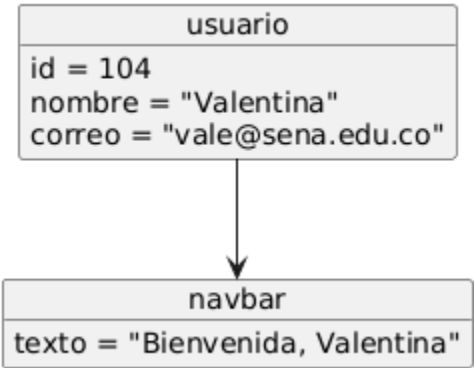 usuario
id = 104
nombre = "Valentina"
correo = "vale@sena.edu.co"
navbar
texto = "Bienvenida, Valentina"